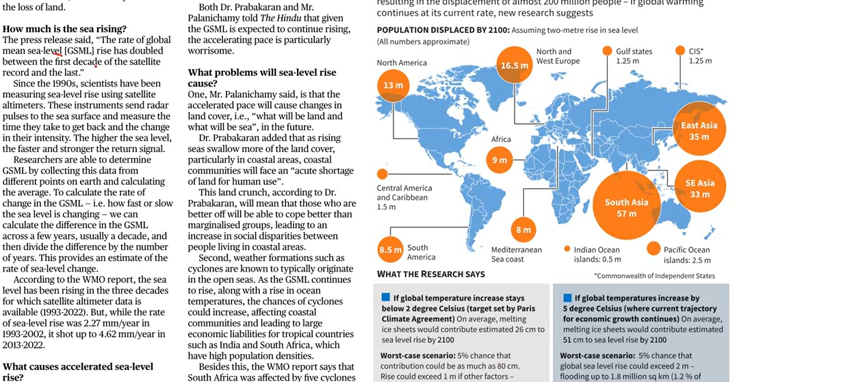 the loss of land.
How much is the sea rising?
The press release said, “The rate of global
mean sea-level [GSML] rise has doubled
between the first decade of the satellite
record and the last.”
Since the 1990s, scientists have been
measuring sea-level rise using satellite
altimeters. These instruments send radar
pulses to the sea surface and measure the
time they take to get back and the change
in their intensity. The higher the sea level,
the faster and stronger the return signal.
Researchers are able to determine
GSML by collecting this data from
different points on earth and calculating
the average. To calculate the rate of
change in the GSML — i.e. how fast or slow
the sea level is changing — we can
calculate the difference in the GSML
across a few years, usually a decade, and
then divide the difference by the number
of years. This provides an estimate of the
rate of sea-level change.
According to the WMO report, the sea
level has been rising in the three decades
for which satellite altimeter data is
available (1993-2022). But, while the rate
of sea-level rise was 2.27 mm/year in
1993-2002, it shot up to 4.62 mm/year in
2013-2022.
What causes accelerated sea-level
rise?
Both Dr. Prabakaran and Mr.
Palanichamy told The Hindu that given
the GSML is expected to continue rising,
the accelerating pace is particularly
worrisome.
What problems will sea-level rise
cause?
One, Mr. Palanichamy said, is that the
accelerated pace will cause changes in
land cover, i.e., “what will be land and
what will be sea”, in the future.
Dr. Prabakaran added that as rising
seas swallow more of the land cover,
particularly in coastal areas, coastal
communities will face an “acute shortage
of land for human use”.
This land crunch, according to Dr.
Prabakaran, will mean that those who are
better off will be able to cope better than
marginalised groups, leading to an
increase in social disparities between
people living in coastal areas.
Second, weather formations such as
cyclones are known to typically originate
in the open seas. As the GSML continues
to rise, along with a rise in ocean
temperatures, the chances of cyclones
could increase, affecting coastal
communities and leading to large
economic liabilities for tropical countries
such as India and South Africa, which
have high population densities.
Besides this, the WMO report says that
South Africa was affected by five cyclones
resulting in the displacement of almost 200 million people – if global warming
continues at its current rate, new research suggests
POPULATION DISPLACED BY 2100: Assuming two-metre rise in sea level
(All numbers approximate)
North America
13 m
16.5 m
North and
West Europe
Gulf states
1.25 m
CIS*
1.25 m
East Asia
35 m
Africa
9 m
SE Asia
33 m
Central America
and Caribbean
1.5 m
South Asia
57 m
8.5 m
South
America
8 m
Mediterranean
Sea coast
Indian Ocean
islands: 0.5 m
Pacific Ocean
islands: 2.5 m
WHAT THE RESEARCH SAYS
*Commonwealth of Independent States
If global temperature increase stays
below 2 degree Celsius (target set by Paris
Climate Agreement) On average, melting
ice sheets would contribute estimated 26 cm to
sea level rise by 2100
Worst-case scenario: 5% chance that
contribution could be as much as 80 cm.
Rise could exceed 1 m if other factors –
If global temperatures increase by
5 degree Celsius (where current trajectory
for economic growth continues) On average,
melting ice sheets would contribute estimated
51 cm to sea level rise by 2100
Worst-case scenario: 5% chance that
global sea level rise could exceed 2 m –
flooding up to 1.8 million sq km (1.2 % of